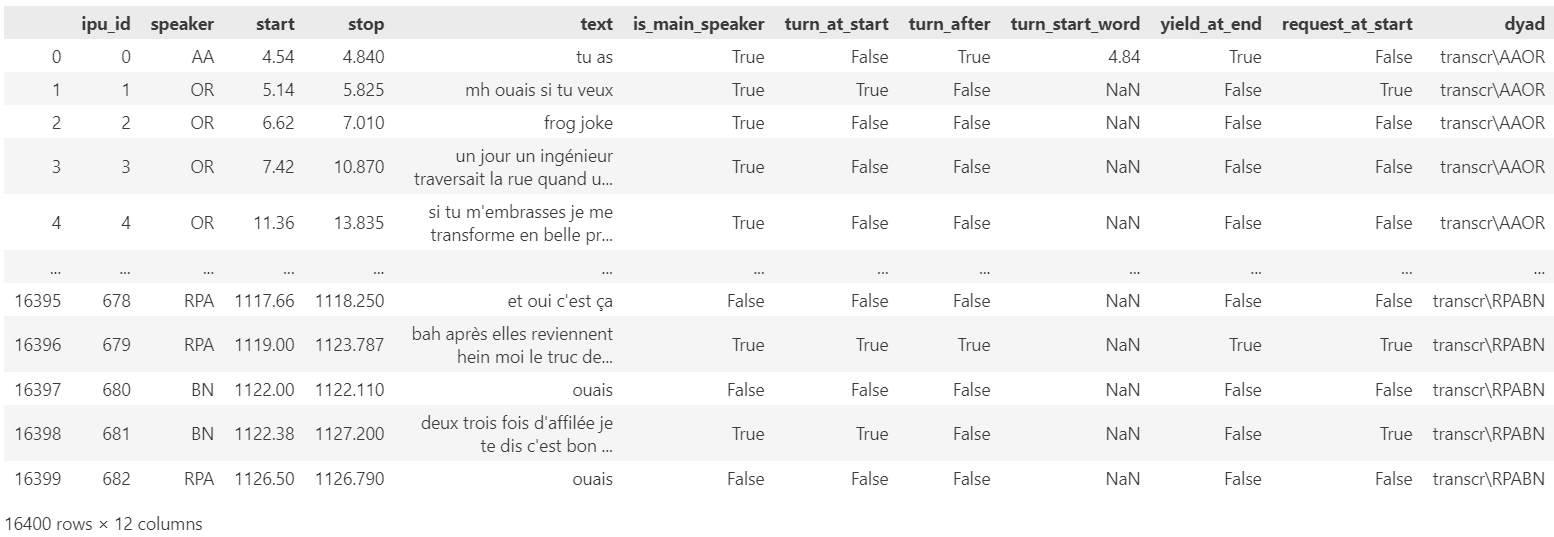 ipu_id speaker start stop text is_main_speaker turn_at_start turn_after turn_start_word yield_at_end request_at_start dyad
0 0 AA 4.54 4.840 tu as True False True 4.84 True False transcr\AAOR
1 1 OR 5.14 5.825 mh ouais si tu veux True True False NaN False True transcr\AAOR
2 2 OR 6.62 7.010 frog joke True False False NaN False False transcr\AAOR
3 3 OR 7.42 10.870 un jour un ingénieur
traversait la rue quand u... True False False NaN False False transcr\AAOR
4 4 OR 11.36 13.835 si tu m'embrasses je me
transforme en belle pr... True False False NaN False False transcr\AAOR
... ... ... ... ... ... ... ... ... ... ... ... ...
16395 678 RPA 1117.66 1118.250 et oui c'est ça False False False NaN False False transcr\RPABN
16396 679 RPA 1119.00 1123.787 bah après elles reviennent
hein moi le truc de... True True True NaN True True transcr\RPABN
16397 680 BN 1122.00 1122.110 ouais False False False NaN False False transcr\RPABN
16398 681 BN 1122.38 1127.200 deux trois fois d'affilée je
te dis c'est bon ... True True False NaN False True transcr\RPABN
16399 682 RPA 1126.50 1126.790 ouais False False False NaN False False transcr\RPABN
16400 rows × 12 columns